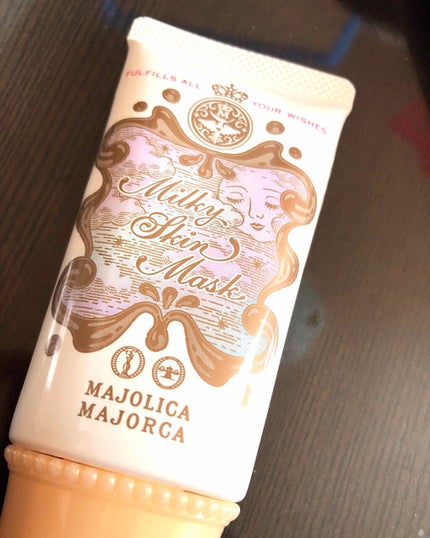 FULFILLS ALL YOUR WISHES
Milky
Skin
Mask
MAJOLICA
MAJORCA